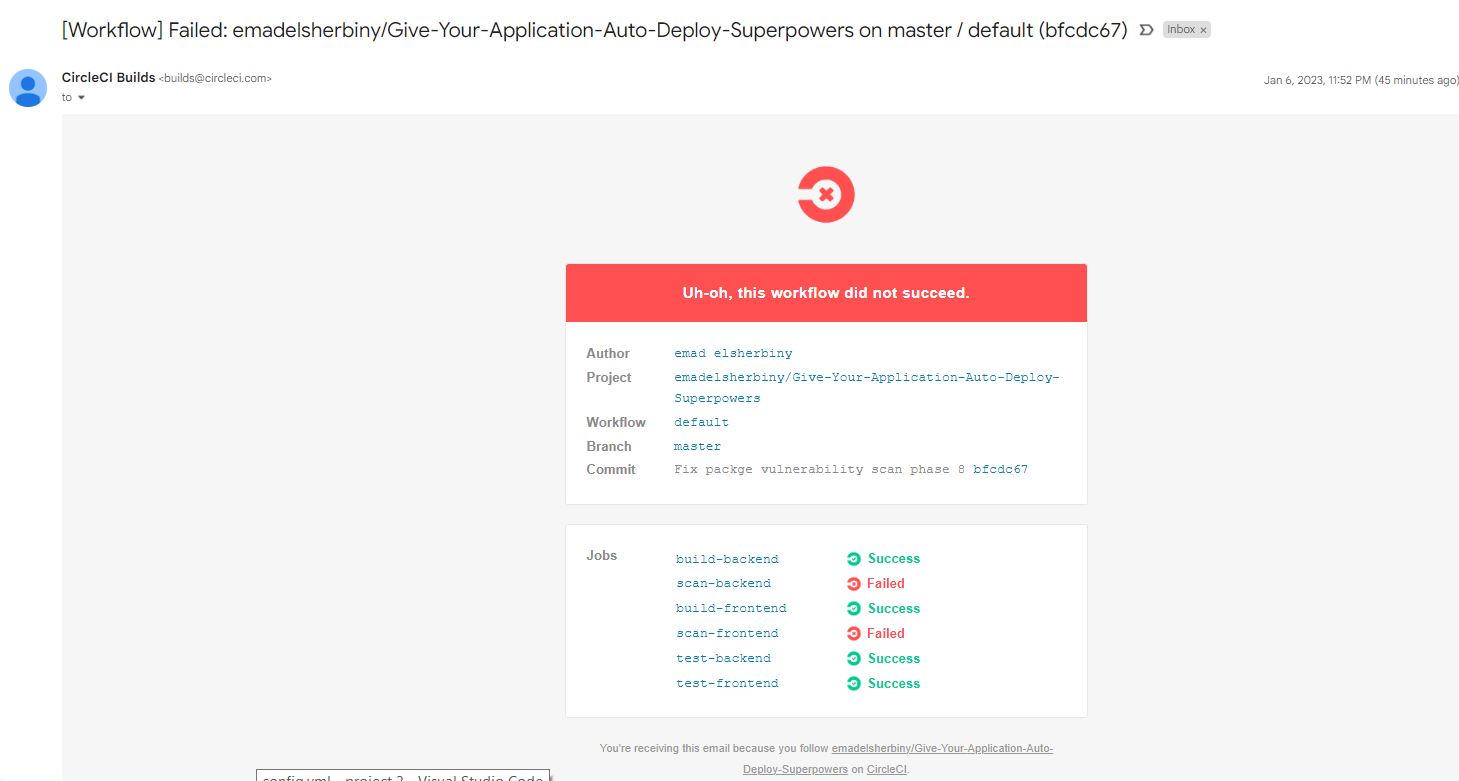 [Workflow] Failed: emadelsherbiny/Give-Your-Application-Auto-Deploy-Superpowers on master / default (bfcdc67) Inbox x
CircleCI Builds <builds@circleci.com>
Jan 6, 2023, 11:52 PM (45 minutes ago)
to
Uh-oh, this workflow did not succeed.
Author emad elsherbiny
Project emadelsherbiny/Give-Your-Application-Auto-Deploy-
Superpowers
Workflow default
Branch master
Commit Fix packge vulnerability scan phase 8 bfcdc67
Jobs build-backend Success
scan-backend Failed
build-frontend Success
scan-frontend Failed
test-backend Success
test-frontend Success
You're receiving this email because you follow emadelsherbiny/Give-Your-Application-Auto-
Deploy-Superpowers on CircleCI.
config.yml - project 3 - Visual Studio Code